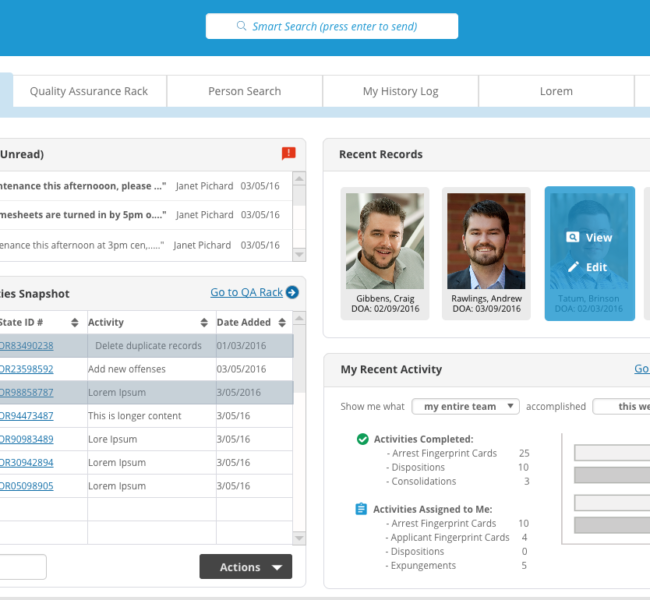 Smart Search (press enter to send)
Quality Assurance Rack
Person Search
My History Log
Lorem
Unread)
ntenance this afternooon, please ..." Janet Pichard 03/05/16
mesheets are turned in by 5pm o...." Janet Pichard 03/05/16
enance this afternoon at 3pm cen,....." Janet Pichard 03/05/16
ies Snapshot
Go to QA Rack
State ID # Activity Date Added
OR83490238 Delete duplicate records 01/03/2016
OR23598592 Add new offenses 03/05/2016
OR98858787 Lorem Ipsum 3/05/2016
OR94473487 This is longer content 3/5/16
OR90983489 Lore Ipsum 3/5/16
OR30942894 Lorem Ipsum 3/5/16
OR05098905 Lorem Ipsum 3/5/16
Actions
Recent Records
Gibbens, Craig
DOA: 02/09/2016
Rawlings, Andrew
DOA: 03/09/2016
View
Edit
Tatum, Brinson
DOA: 02/03/2016
My Recent Activity
Go
Show me what my entire team accomplished this we
Activities Completed:
- Arrest Fingerprint Cards 25
- Dispositions 10
- Consolidations 3
Activities Assigned to Me:
- Arrest Fingerprint Cards 10
- Applicant Fingerprint Cards 4
- Dispositions 0
- Expungements 5